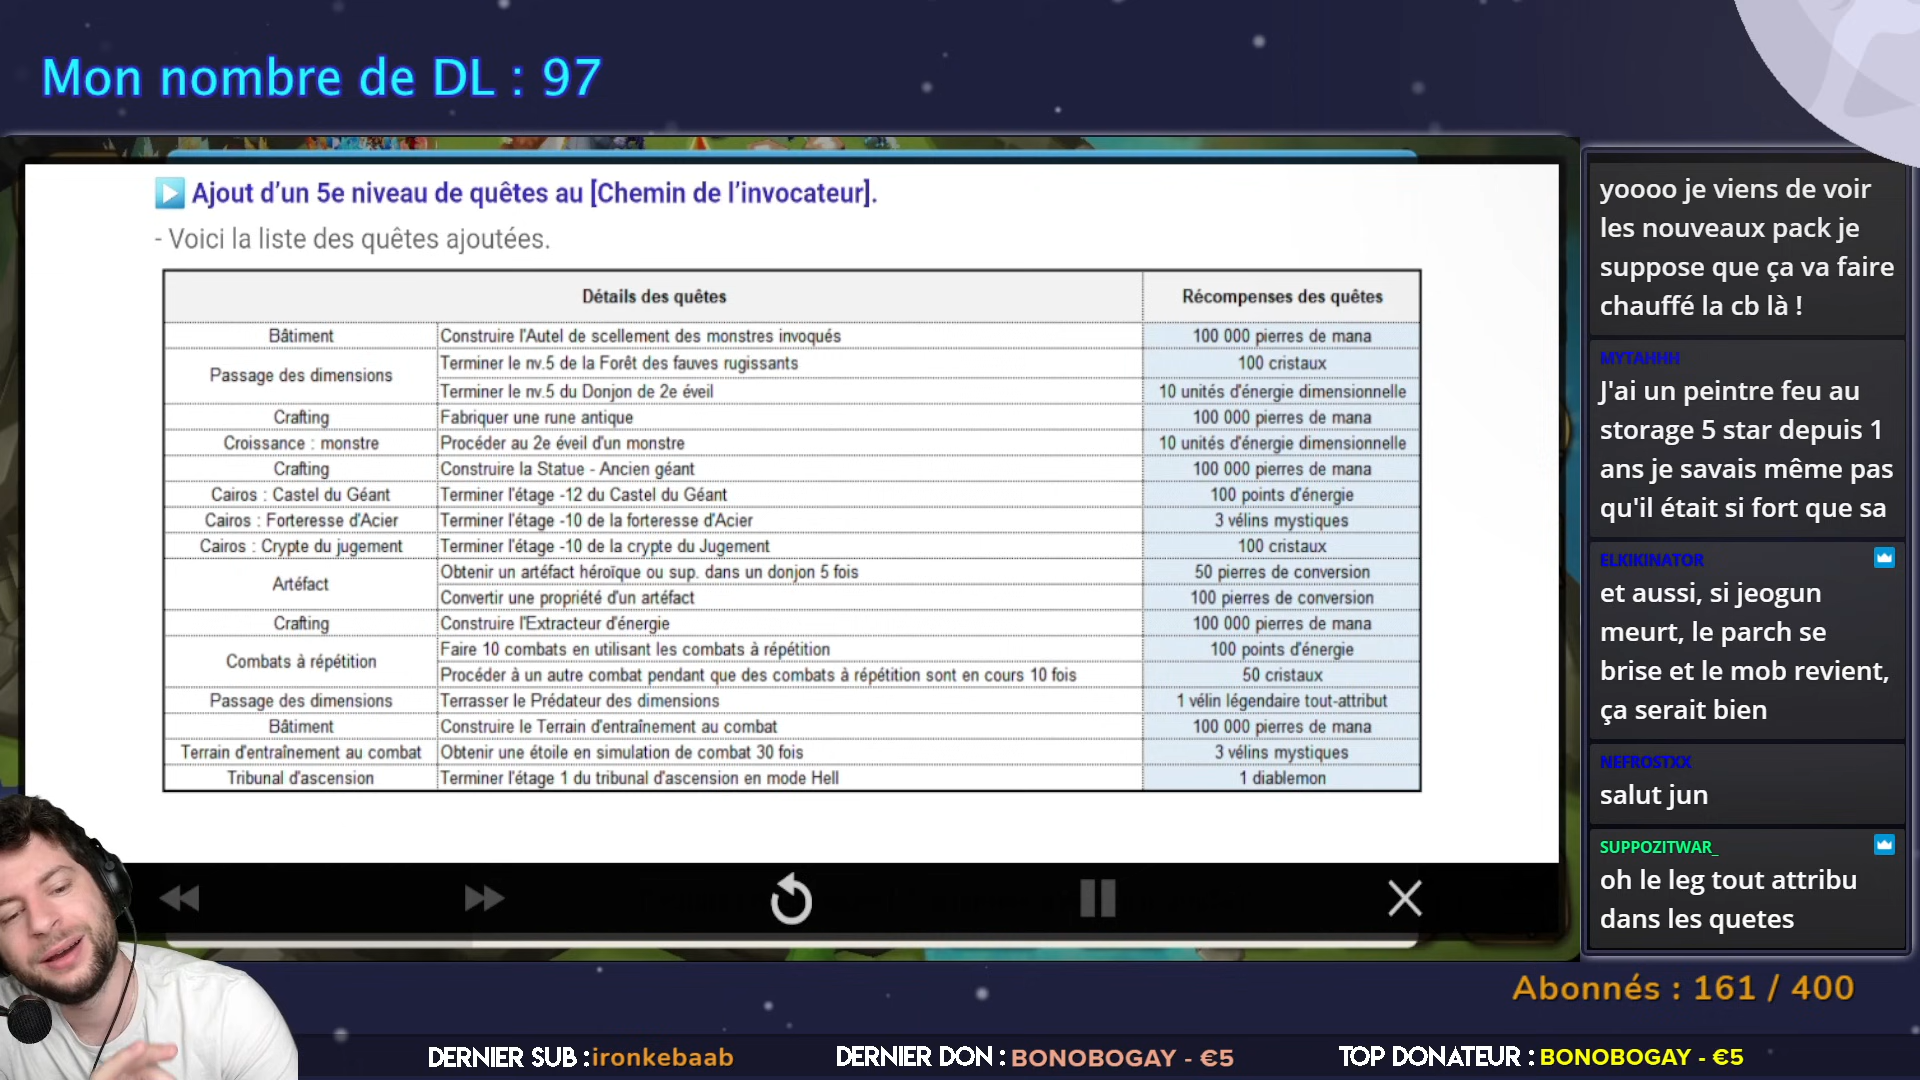 Mon nombre de DL : 97
Ajout d’un 5e niveau de quêtes au [Chemin de l’invocateur].
- Voici la liste des quêtes ajoutées.
Détails des quêtes Récompenses des quêtes
Bâtiment Construire l'Autel de scellement des monstres invoqués 100 000 pierres de mana
Passage des dimensions Terminer le nv.5 de la Forêt des fauves rugissants 100 cristaux
Terminer le nv.5 du Donjon de 2e éveil 10 unités d'énergie dimensionnelle
Crafting Fabriquer une rune antique 100 000 pierres de mana
Croissance : monstre Procéder au 2e éveil d'un monstre 10 unités d'énergie dimensionnelle
Crafting Construire la Statue - Ancien géant 100 000 pierres de mana
Cairos : Castel du Géant Terminer l'étage -12 du Castel du Géant 100 points d'énergie
Cairos : Forteresse d'Acier Terminer l'étage -10 de la forteresse d'Acier 3 vélins mystiques
Cairos : Crypte du jugement Terminer l'étage -10 de la crypte du Jugement 100 cristaux
Artéfact Obtenir un artéfact héroïque ou sup. dans un donjon 5 fois 50 pierres de conversion
Convertir une propriété d'un artéfact 100 pierres de conversion
Crafting Construire l'Extracteur d'énergie 100 000 pierres de mana
Combats à répétition Faire 10 combats en utilisant les combats à répétition 100 points d'énergie
Procéder à un autre combat pendant que des combats à répétition sont en cours 10 fois 50 cristaux
Passage des dimensions Terrasser le Prédateur des dimensions 1 vélin légendaire tout-attribut
Bâtiment Construire le Terrain d'entraînement au combat 100 000 pierres de mana
Terrain d'entraînement au combat Obtenir une étoile en simulation de combat 30 fois 3 vélins mystiques
Tribunal d'ascension Terminer l'étage 1 du tribunal d'ascension en mode Hell 1 diablemon
yoooo je viens de voir
les nouveaux pack je
suppose que ça va faire
chauffé la cb là !
MYTAHHH
J'ai un peintre feu au
storage 5 star depuis 1
ans je savais même pas
qu'il était si fort que sa
ELKIKINATOR
et aussi, si jeogun
meurt, le parch se
brise et le mob revient,
ça serait bien
NEFROSTXX
salut jun
SUPPOZITWAR_
oh le leg tout attribu
dans les quetes
Abonnés : 161 / 400
DERNIER SUB : ironkebaab
DERNIER DON : BONOBOGAY - €5
TOP DONATEUR : BONOBOGAY - €5